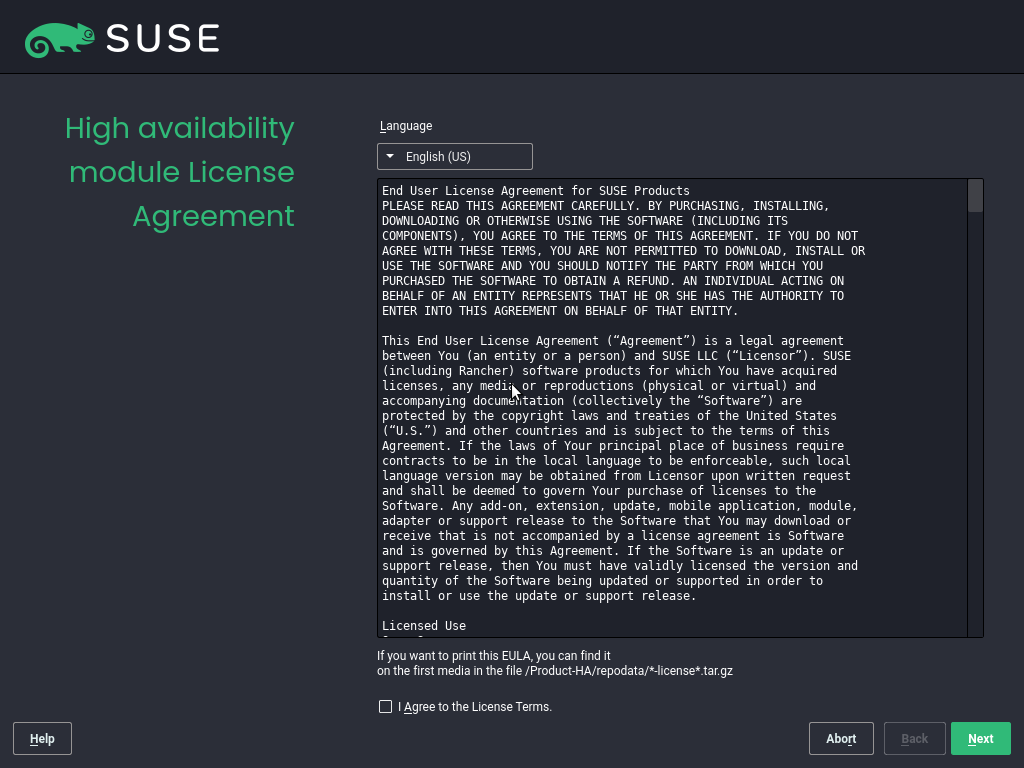 SUSE
High availability
module License
Agreement
Language
English (US)
End User License Agreement for SUSE Products
PLEASE READ THIS AGREEMENT CAREFULLY. BY PURCHASING, INSTALLING,
DOWNLOADING OR OTHERWISE USING THE SOFTWARE (INCLUDING ITS
COMPONENTS), YOU AGREE TO THE TERMS OF THIS AGREEMENT. IF YOU DO NOT
AGREE WITH THESE TERMS, YOU ARE NOT PERMITTED TO DOWNLOAD, INSTALL OR
USE THE SOFTWARE AND YOU SHOULD NOTIFY THE PARTY FROM WHICH YOU
PURCHASED THE SOFTWARE TO OBTAIN A REFUND. AN INDIVIDUAL ACTING ON
BEHALF OF AN ENTITY REPRESENTS THAT HE OR SHE HAS THE AUTHORITY TO
ENTER INTO THIS AGREEMENT ON BEHALF OF THAT ENTITY.
This End User License Agreement (“Agreement”) is a legal agreement
between You (an entity or a person) and SUSE LLC (“Licensor”). SUSE
(including Rancher) software products for which You have acquired
licenses, any media or reproductions (physical or virtual) and
accompanying documentation (collectively the “Software”) are
protected by the copyright laws and treaties of the United States
(“U.S.”) and other countries and is subject to the terms of this
Agreement. If the laws of Your principal place of business require
contracts to be in the local language to be enforceable, such local
language version may be obtained from Licensor upon written request
and shall be deemed to govern Your purchase of licenses to the
Software. Any add-on, extension, update, mobile application, module,
adapter or support release to the Software that You may download or
receive that is not accompanied by a license agreement is Software
and is governed by this Agreement. If the Software is an update or
support release, then You must have validly licensed the version and
quantity of the Software being updated or supported in order to
install or use the update or support release.
Licensed Use
If you want to print this EULA, you can find it
on the first media in the file /Product-HA/repodata/*-license*.tar.gz
I Agree to the License Terms.
Help
Abort
Back
Next